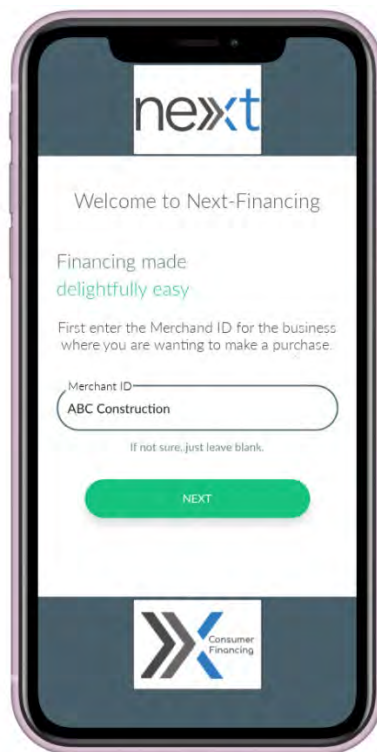 next
Welcome to Next-Financing
Financing made
delightfully easy
First enter the Merchand ID for the business
where you are wanting to make a purchase.
Merchant ID
ABC Construction
If not sure, just leave blank.
NEXT
Consumer
Financing